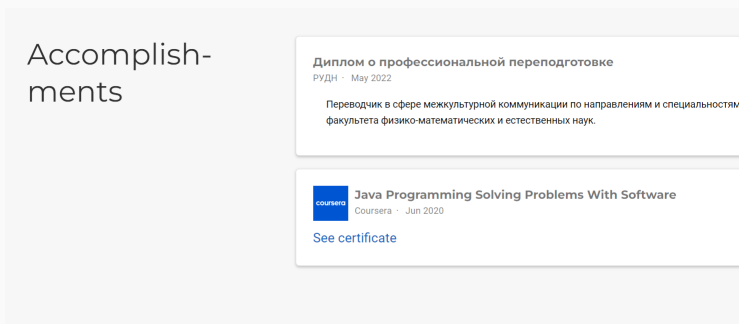 Accomplish-
ments
Диплом о профессиональной переподготовке
РУДН · May 2022
Переводчик в сфере межкультурной коммуникации по направлениям и специальностям
факультета физико-математических и естественных наук.
coursera
Java Programming Solving Problems With Software
Coursera · Jun 2020
See certificate